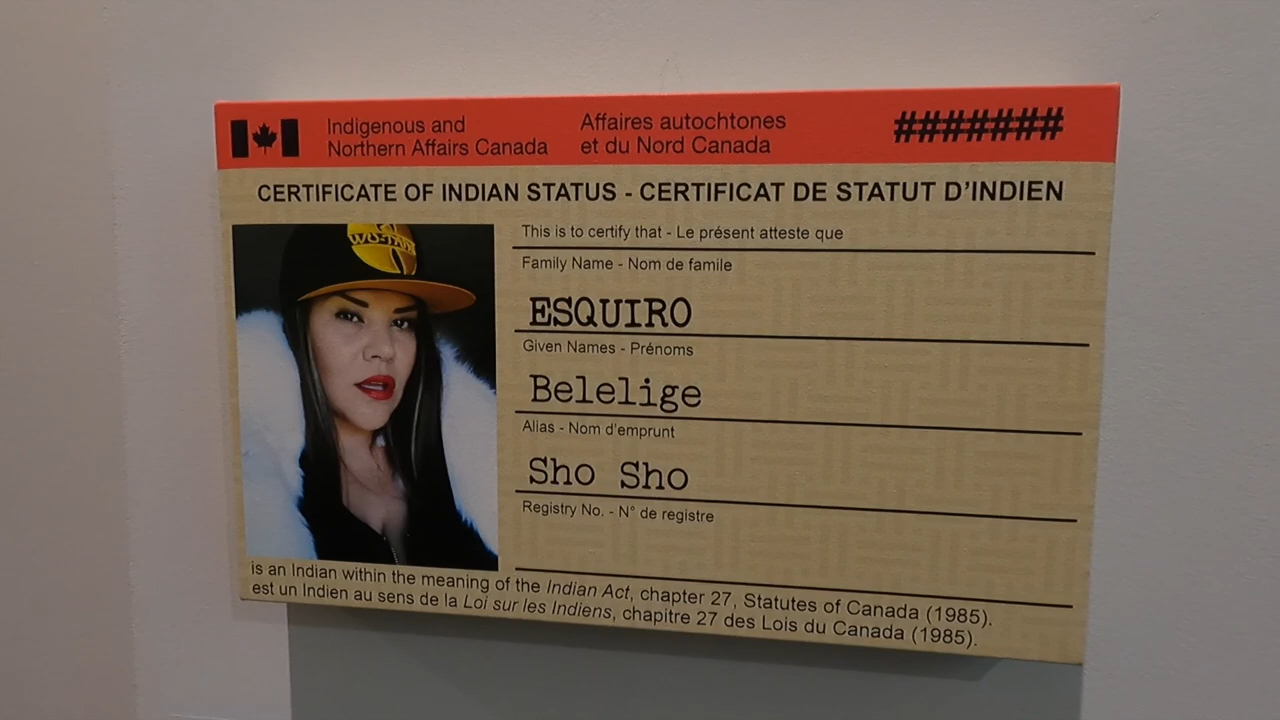 Indigenous and
Northern Affairs Canada
Affaires autochtones
et du Nord Canada
#######
CERTIFICATE OF INDIAN STATUS - CERTIFICAT DE STATUT D'INDIEN
WU-TANG
This is to certify that - Le présent atteste que
Family Name - Nom de famile
ESQUIRO
Given Names - Prénoms
Belelige
Alias - Nom d'emprunt
Sho Sho
Registry No. - N° de registre
is an Indian within the meaning of the Indian Act, chapter 27, Statutes of Canada (1985).
est un Indien au sens de la Loi sur les Indiens, chapitre 27 des Lois du Canada (1985).